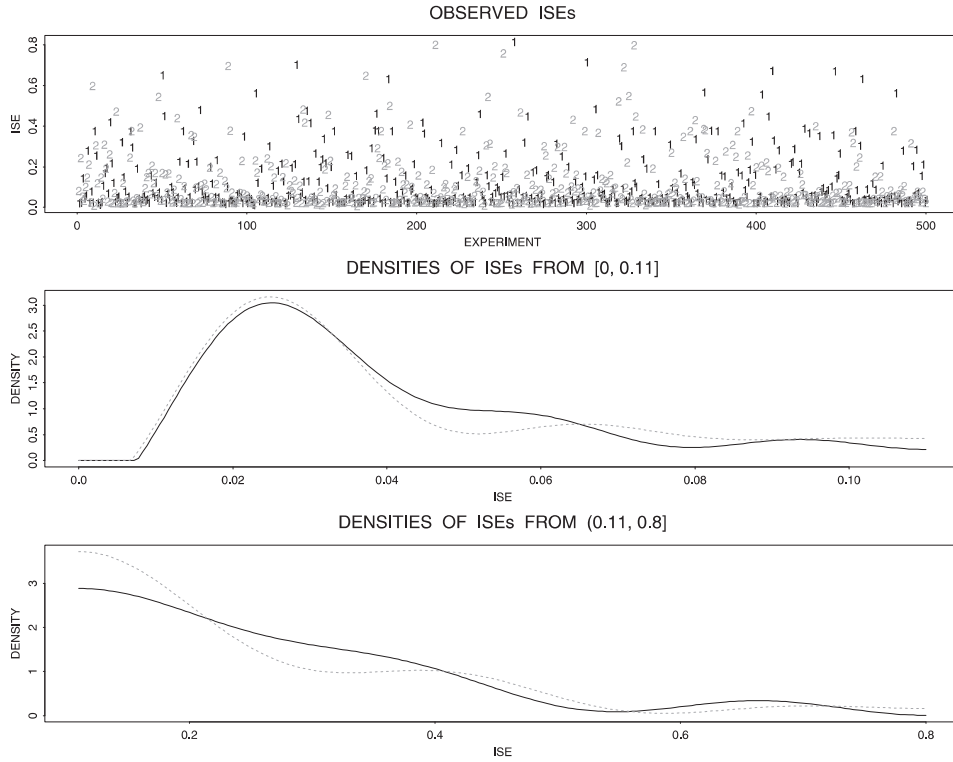 OBSERVED ISEs
ISE
0.0 0.2 0.4 0.6 0.8
0 100 200 300 400 500
EXPERIMENT
DENSITIES OF ISEs FROM [0, 0.11]
DENSITY
0.0 0.5 1.0 1.5 2.0 2.5 3.0
0.0 0.02 0.04 0.06 0.08 0.10
ISE
DENSITIES OF ISEs FROM (0.11, 0.8]
DENSITY
0 1 2 3
0.2 0.4 0.6 0.8
ISE